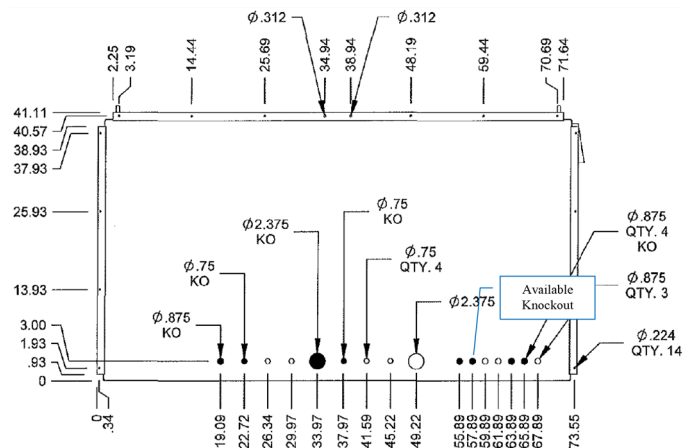 Ø.312
Ø.312
2.25
3.19
14.44
25.69
34.94
38.94
48.19
59.44
70.69
71.64
41.11
40.57
38.93
37.93
25.93
13.93
3.00
1.93
.93
0
Ø2.375
KO
Ø.75
KO
Ø.75
KO
Ø.875
KO
Ø.75
QTY. 4
Ø2.375
Available
Knockout
Ø.875
QTY. 4
KO
Ø.875
QTY. 3
Ø.224
QTY. 14
0
.34
19.09
22.72
26.34
29.97
33.97
37.97
41.59
45.22
49.22
55.89
57.89
59.89
61.89
63.89
65.89
67.89
73.55